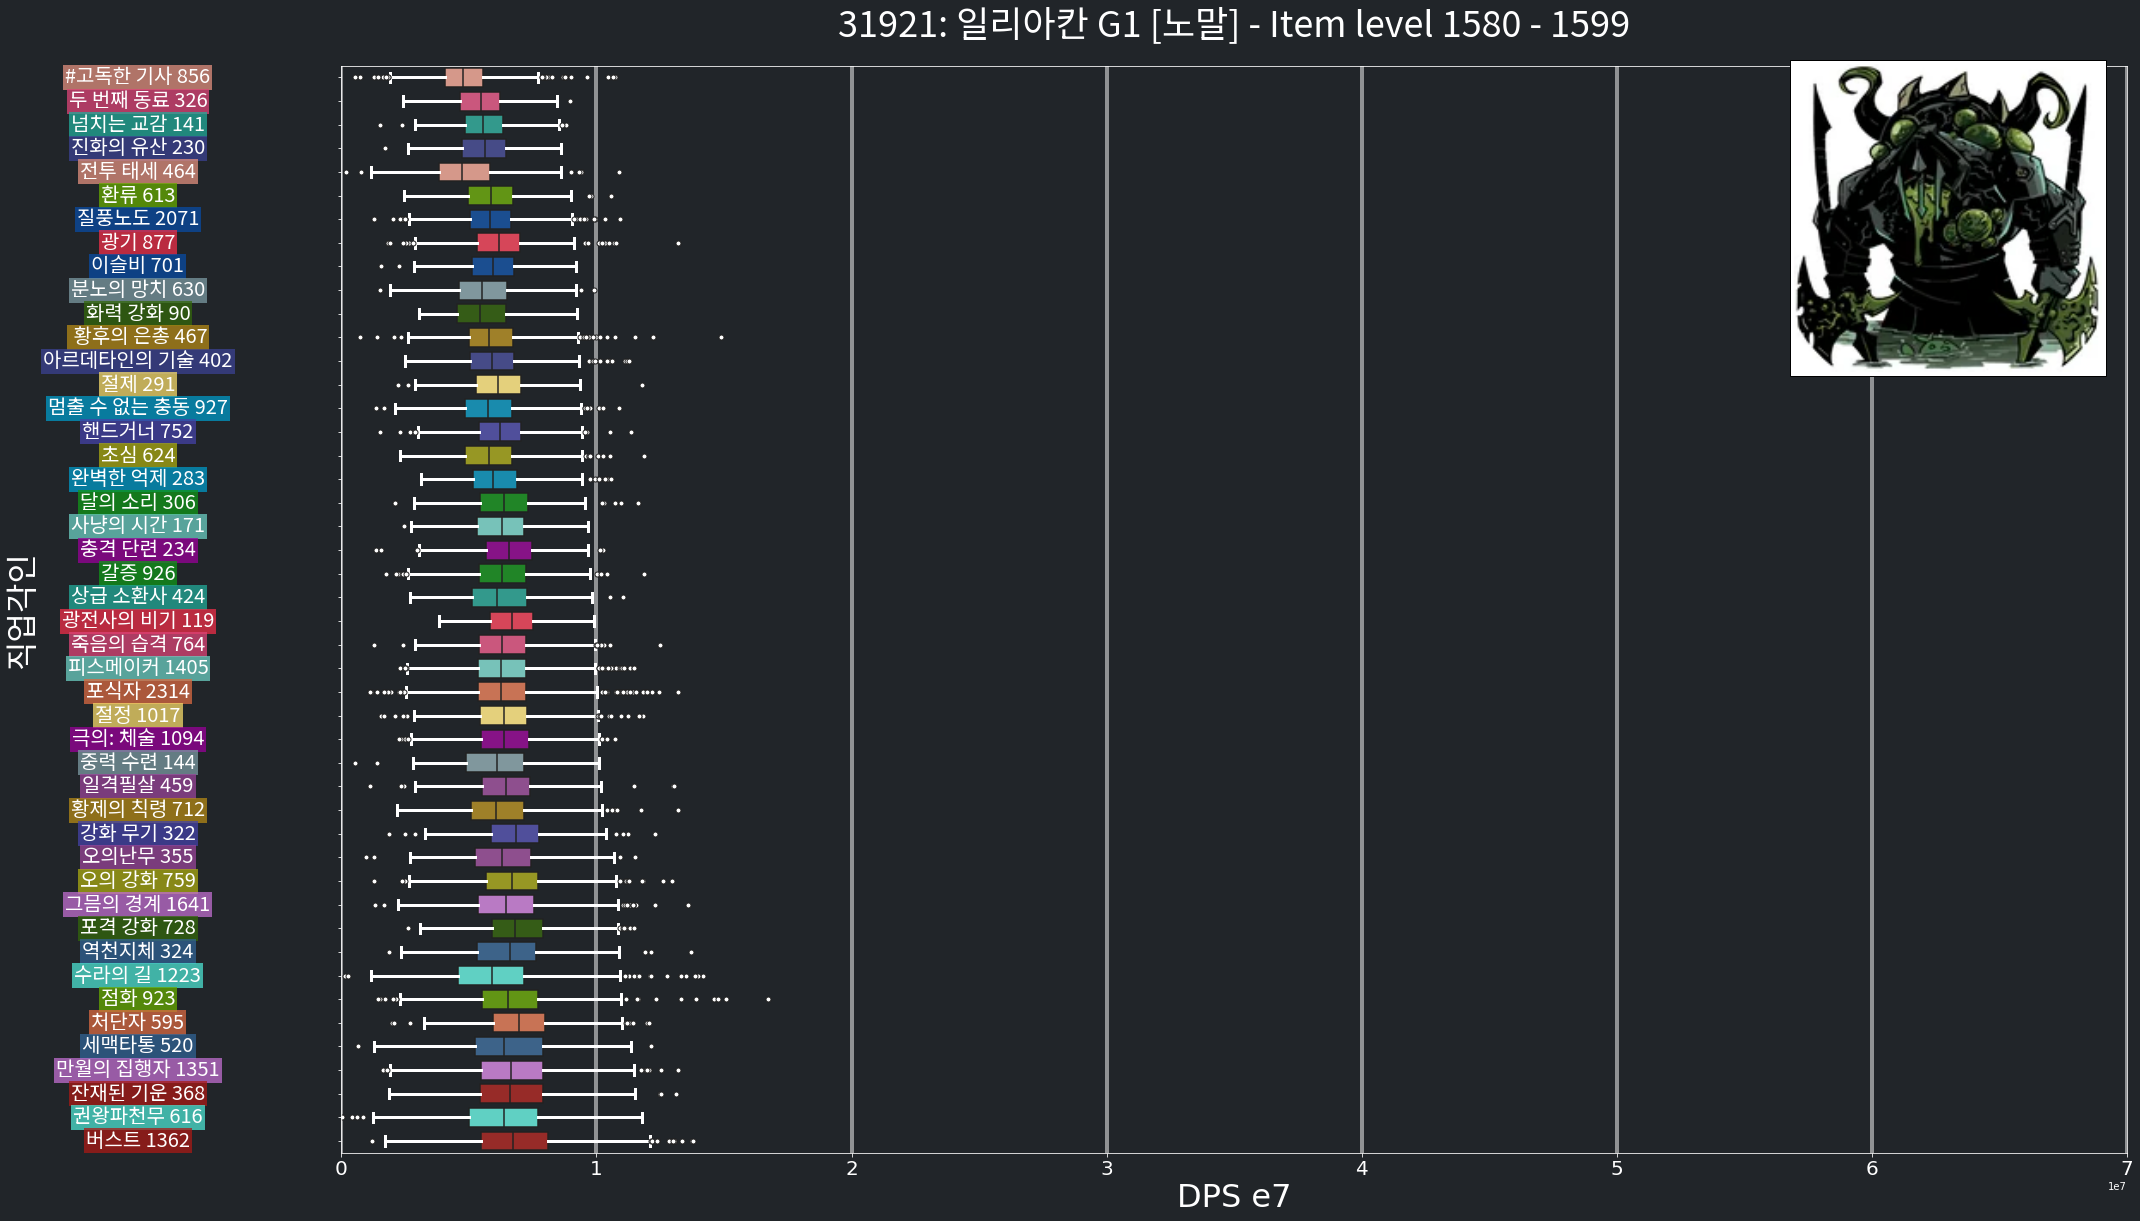 31921: 일리아칸 G1 [노말] - Item level 1580 - 1599
#고독한 기사 856
두 번째 동료 326
넘치는 교감 141
진화의 유산 230
전투 태세 464
환류 613
질풍노도 2071
광기 877
이슬비 701
분노의 망치 630
화력 강화 90
황후의 은총 467
아르데타인의 기술 402
절제 291
멈출 수 없는 충동 927
핸드거너 752
초심 624
완벽한 억제 283
달의 소리 306
사냥의 시간 171
충격 단련 234
갈증 926
상급 소환사 424
광전사의 비기 119
죽음의 습격 764
피스메이커 1405
포식자 2314
절정 1017
극의: 체술 1094
중력 수련 144
일격필살 459
황제의 칙령 712
강화 무기 322
오의난무 355
오의 강화 759
그믐의 경계 1641
포격 강화 728
역천지체 324
수라의 길 1223
점화 923
처단자 595
세맥타통 520
만월의 집행자 1351
잔재된 기운 368
권왕파천무 616
버스트 1362
직업각인
0 1 2 3 4 5 6 7
DPS e7
1e7